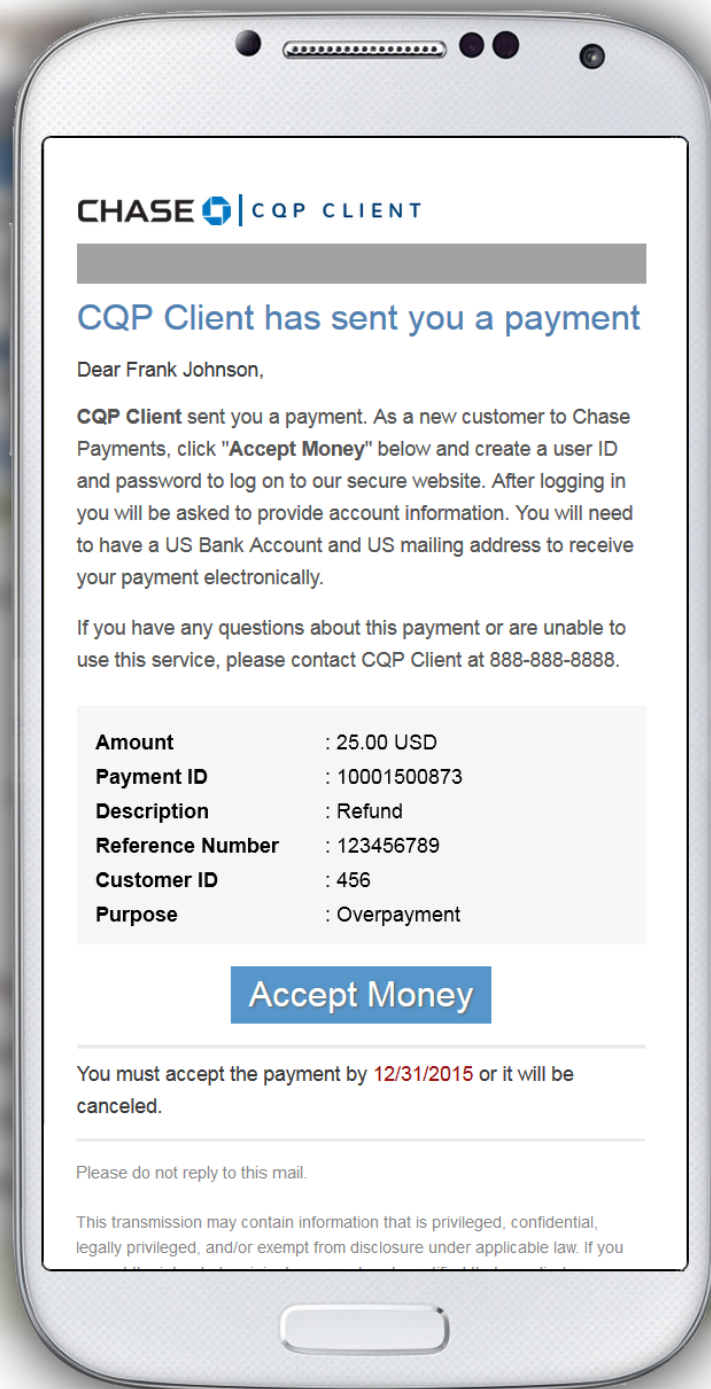 CHASE CQP CLIENT
CQP Client has sent you a payment
Dear Frank Johnson,
CQP Client sent you a payment. As a new customer to Chase
Payments, click "Accept Money" below and create a user ID
and password to log on to our secure website. After logging in
you will be asked to provide account information. You will need
to have a US Bank Account and US mailing address to receive
your payment electronically.
If you have any questions about this payment or are unable to
use this service, please contact CQP Client at 888-888-8888.
Amount : 25.00 USD
Payment ID : 10001500873
Description : Refund
Reference Number : 123456789
Customer ID : 456
Purpose : Overpayment
Accept Money
You must accept the payment by 12/31/2015 or it will be
canceled.
Please do not reply to this mail.
This transmission may contain information that is privileged, confidential,
legally privileged, and/or exempt from disclosure under applicable law. If you